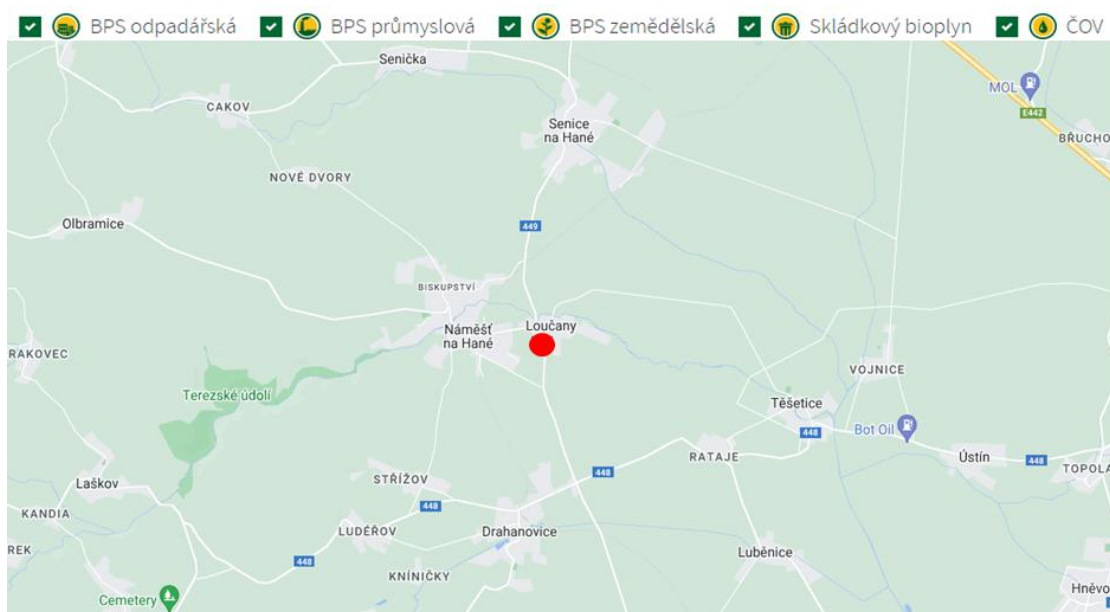 BPS odpadářská BPS průmyslová BPS zemědělská Skládkový bioplyn ČOV
Senička
MOL
CAKOV
E442
Senice
na Hané
BŘUCHO
NOVÉ DVORY
Olbramice
449
BISKUPSTVÍ
Náměšť
na Hané
Loučany
RAKOVEC
VOJNICE
Terezské údolí
Těšetice
Bot Oil
448
RATAJE
Ústín
448
TOPOLA
STŘÍŽOV
448
Laškov
448
KANDIA
LUDÉŘOV
Drahanovice
REK
Luběnice
448
KNÍNIČKY
Hněvo
Cemetery